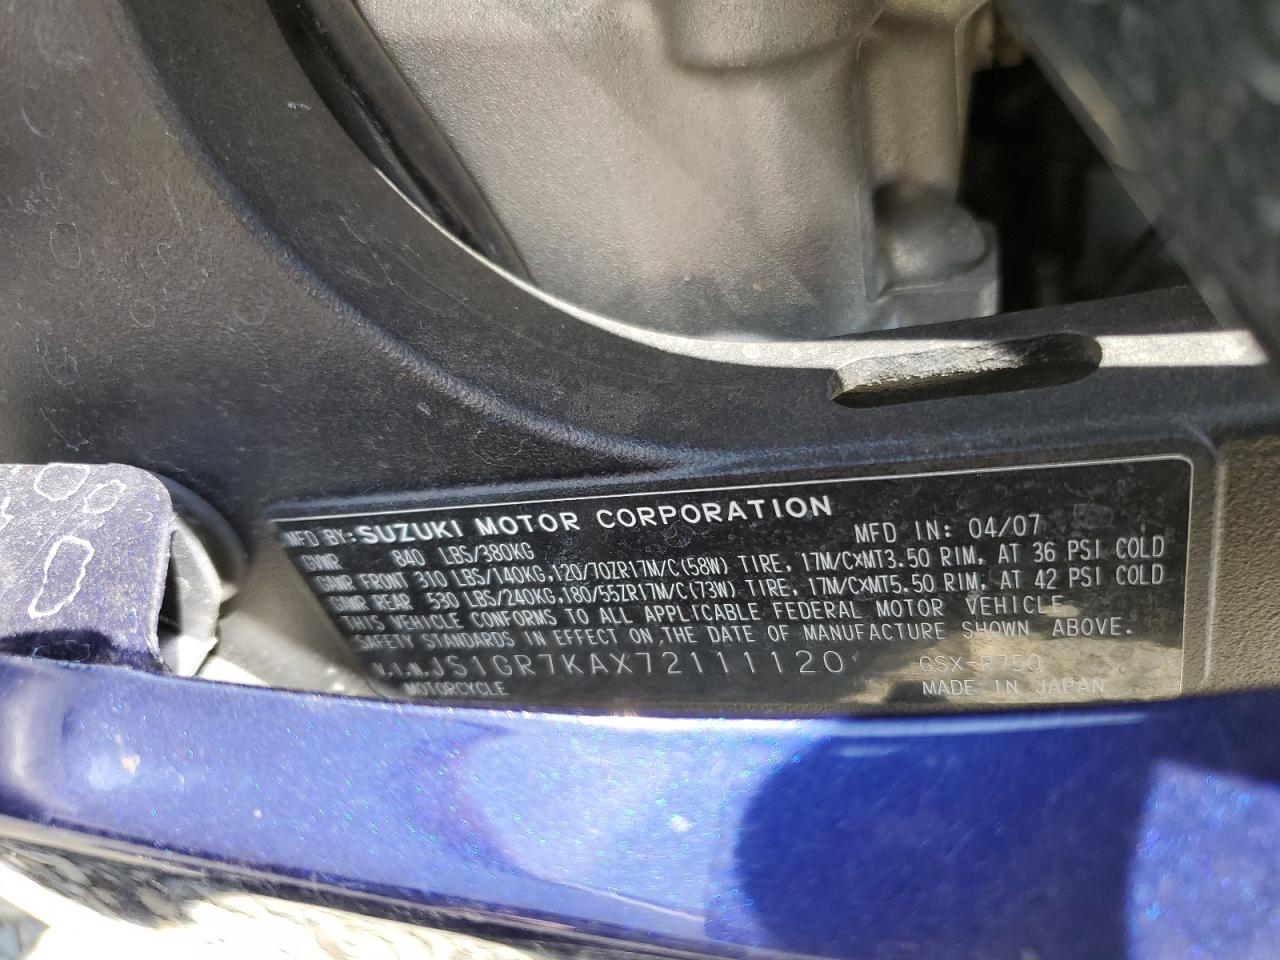 MFD BY: SUZUKI MOTOR CORPORATION MFD IN: 04/07
GVWR 840 LBS/380KG
GAWR FRONT 310 LBS/140KG,120/70ZR17M/C(58W) TIRE, 17M/C×MT3.50 RIM, AT 36 PSI COLD
GAWR REAR 530 LBS/240KG,180/55ZR17M/C(73W) TIRE, 17M/C×MT5.50 RIM, AT 42 PSI COLD
THIS VEHICLE CONFORMS TO ALL APPLICABLE FEDERAL MOTOR VEHICLE
SAFETY STANDARDS IN EFFECT ON THE DATE OF MANUFACTURE SHOWN ABOVE.
V.I.N. JS1GR7KAX72111120 GSX-R750
MOTORCYCLE MADE IN JAPAN